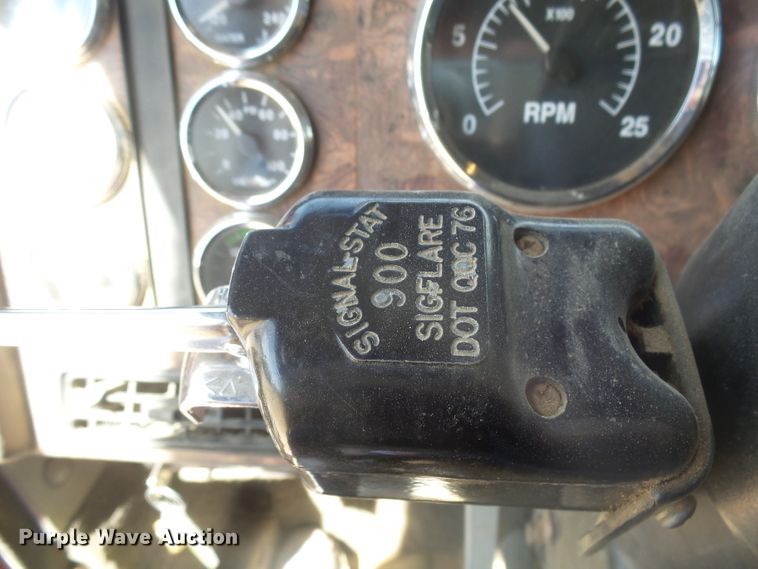 SIGNAL-STAT
900
SIGFLARE
DOT QQC 76
X100
5
20
0
RPM
25
Purple Wave Auction